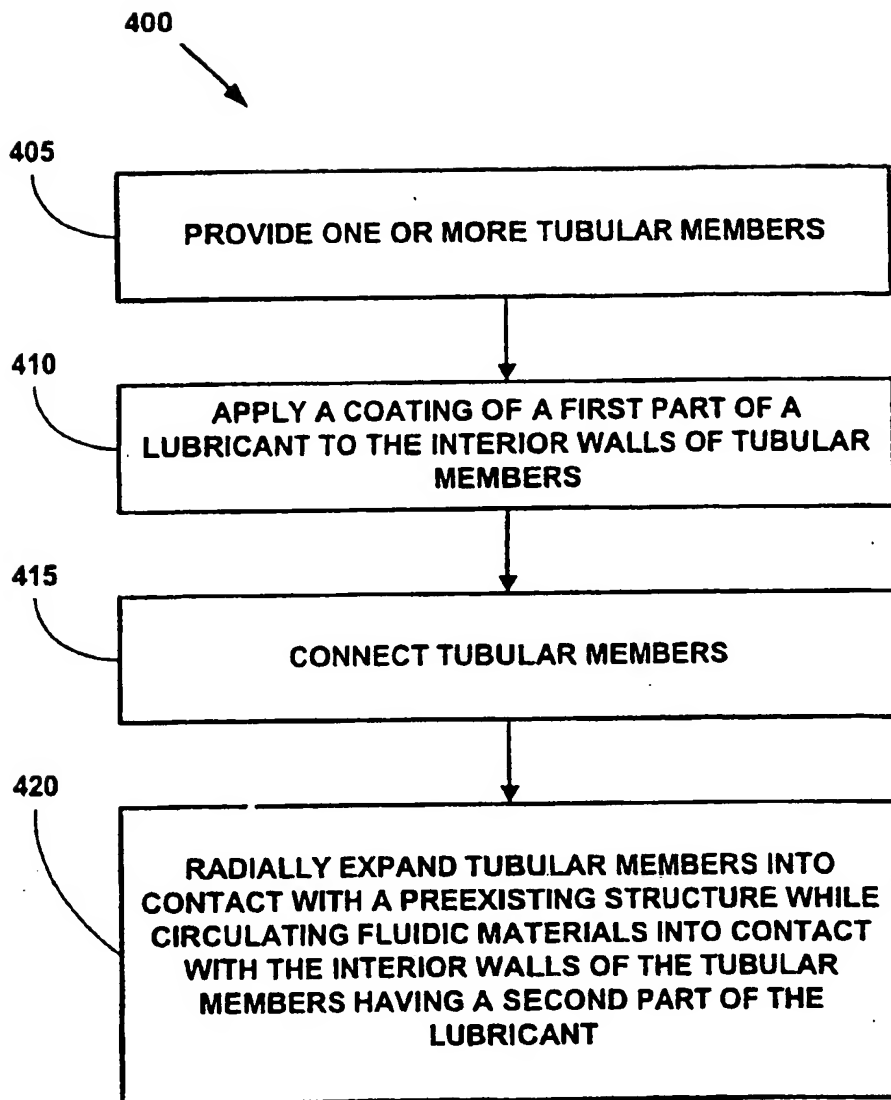 400
405
PROVIDE ONE OR MORE TUBULAR MEMBERS
410
APPLY A COATING OF A FIRST PART OF A
LUBRICANT TO THE INTERIOR WALLS OF TUBULAR
MEMBERS
415
CONNECT TUBULAR MEMBERS
420
RADIALLY EXPAND TUBULAR MEMBERS INTO
CONTACT WITH A PREEXISTING STRUCTURE WHILE
CIRCULATING FLUIDIC MATERIALS INTO CONTACT
WITH THE INTERIOR WALLS OF THE TUBULAR
MEMBERS HAVING A SECOND PART OF THE
LUBRICANT